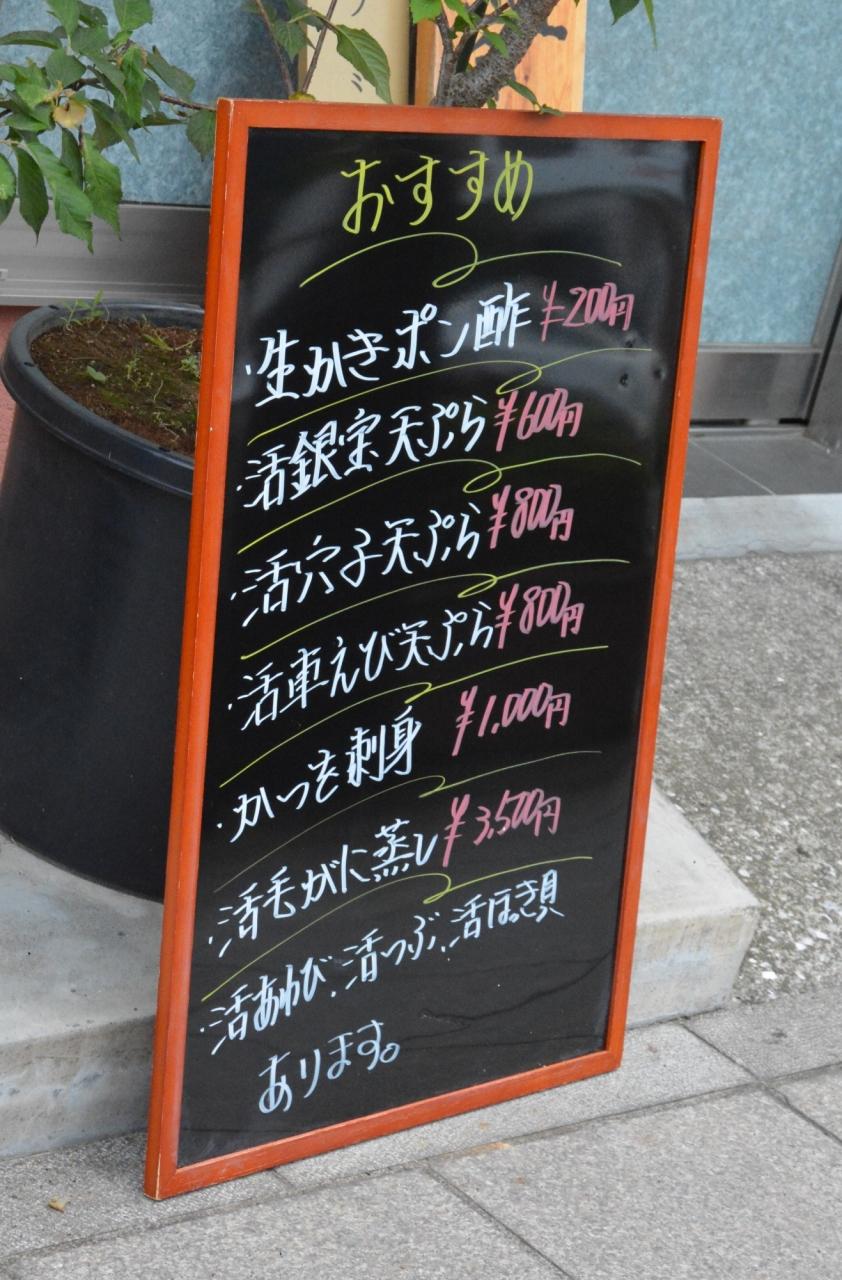 おすすめ
・生かきポン酢 ¥200円
・活銀宝天ぷら ¥600円
・活穴子天ぷら ¥800円
・活車えび天ぷら ¥800円
・かつを刺身 ¥1.000円
・活毛がに蒸し ¥3,500円
・活あわび、活つぶ、活ほっき貝
あります。